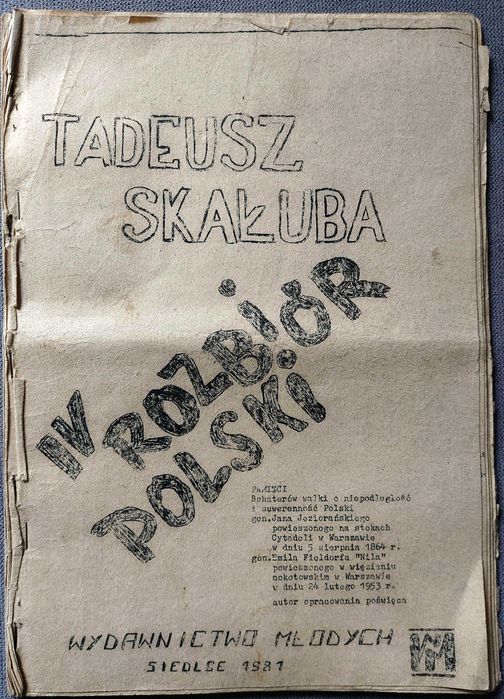 TADEUSZ
SKAŁUBA
IV ROZBIÓR
POLSKI
PAMIĘCI
Bohaterów walki o niepodległość
i suwerenność Polski
gen.Jana Jeziorańskiego
powieszonego na stokach
Cytadeli w Warszawie
w dniu 5 sierpnia 1864 r.
gen.Emila Fieldorfa "Nila"
powieszonego w więzieniu
mokotowskim w Warszawie
w dniu 24 lutego 1953 r.
autor opracowania poświęca
WYDAWNICTWO MŁODYCH
SIEDLCE 1981
WM